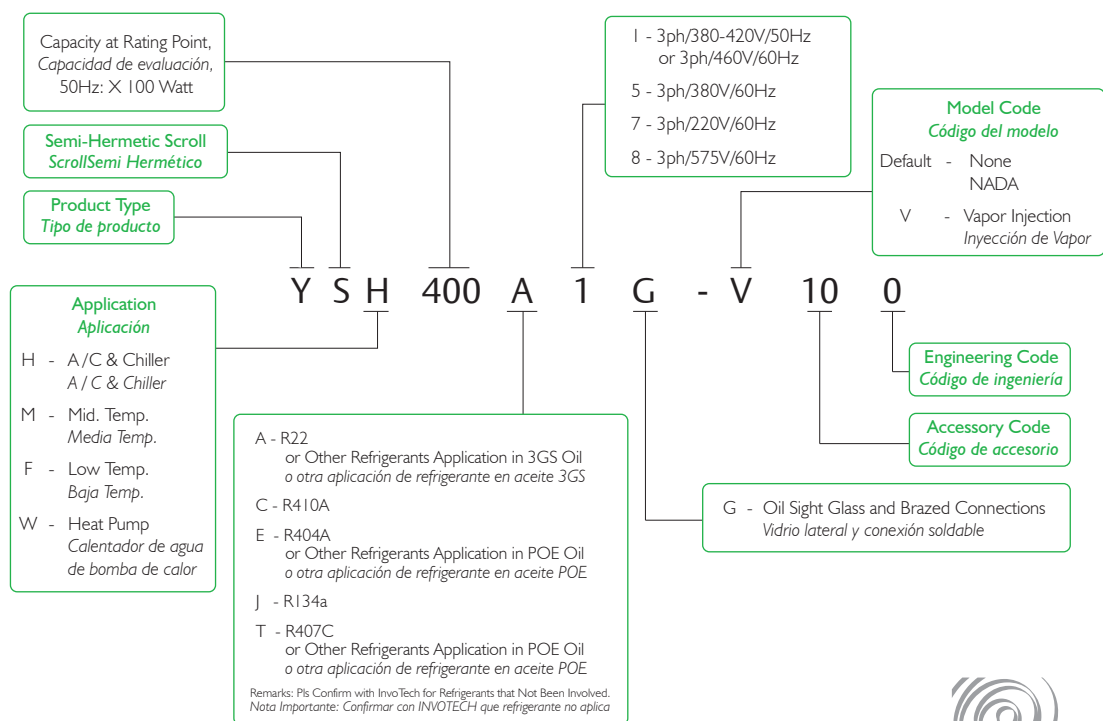 Capacity at Rating Point,
Capacidad de evaluación,
50Hz: X 100 Watt
Semi-Hermetic Scroll
ScrollSemi Hermético
Product Type
Tipo de producto
1 - 3ph/380-420V/50Hz
or 3ph/460V/60Hz
5 - 3ph/380V/60Hz
7 - 3ph/220V/60Hz
8 - 3ph/575V/60Hz
Model Code
Código del modelo
Default - None
NADA
V - Vapor Injection
Inyección de Vapor
Y S H 400 A 1 G - V 10 0
Application
Aplicación
H - A/C & Chiller
A / C & Chiller
M - Mid. Temp.
Media Temp.
F - Low Temp.
Baja Temp.
W - Heat Pump
Calentador de agua
de bomba de calor
A - R22
or Other Refrigerants Application in 3GS Oil
o otra aplicación de refrigerante en aceite 3GS
C - R410A
E - R404A
or Other Refrigerants Application in POE Oil
o otra aplicación de refrigerante en aceite POE
J - R134a
T - R407C
or Other Refrigerants Application in POE Oil
o otra aplicación de refrigerante en aceite POE
Remarks: Pls Confirm with InvoTech for Refrigerants that Not Been Involved.
Nota Importante: Confirmar con INVOTECH que refrigerante no aplica
Engineering Code
Código de ingeniería
Accessory Code
Código de accesorio
G - Oil Sight Glass and Brazed Connections
Vidrio lateral y conexión soldable